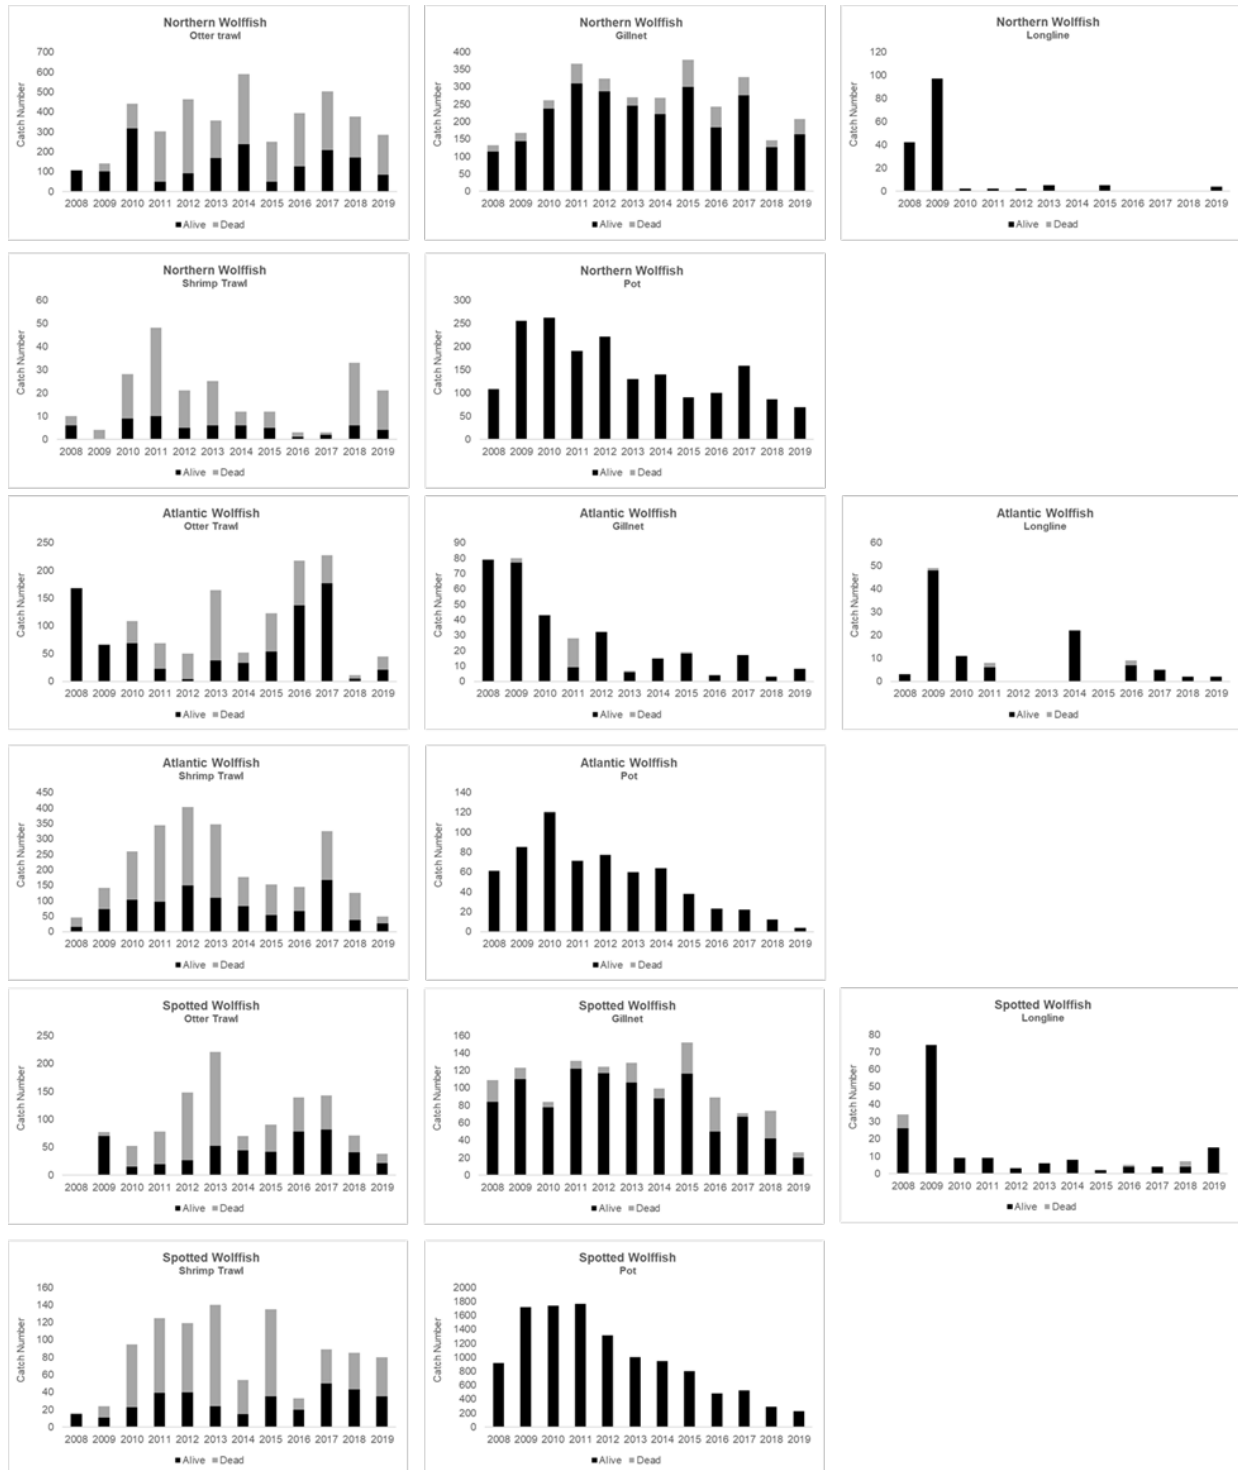 Northern Wolffish
Otter trawl
Catch Number
700
600
500
400
300
200
100
0
2008 2009 2010 2011 2012 2013 2014 2015 2016 2017 2018 2019
■Alive ■Dead
Northern Wolffish
Gillnet
Catch Number
400
350
300
250
200
150
100
50
0
2008 2009 2010 2011 2012 2013 2014 2015 2016 2017 2018 2019
■Alive ■Dead
Northern Wolffish
Longline
Catch Number
120
100
80
60
40
20
0
2008 2009 2010 2011 2012 2013 2014 2015 2016 2017 2018 2019
■Alive ■Dead
Northern Wolffish
Shrimp Trawl
Catch Number
60
50
40
30
20
10
0
2008 2009 2010 2011 2012 2013 2014 2015 2016 2017 2018 2019
■Alive ■Dead
Northern Wolffish
Pot
Catch Number
300
250
200
150
100
50
0
2008 2009 2010 2011 2012 2013 2014 2015 2016 2017 2018 2019
■Alive ■Dead
Atlantic Wolffish
Otter Trawl
Catch Number
250
200
150
100
50
0
2008 2009 2010 2011 2012 2013 2014 2015 2016 2017 2018 2019
■Alive ■Dead
Atlantic Wolffish
Gillnet
Catch Number
90
80
70
60
50
40
30
20
10
0
2008 2009 2010 2011 2012 2013 2014 2015 2016 2017 2018 2019
■Alive ■Dead
Atlantic Wolffish
Longline
Catch Number
60
50
40
30
20
10
0
2008 2009 2010 2011 2012 2013 2014 2015 2016 2017 2018 2019
■Alive ■Dead
Atlantic Wolffish
Shrimp Trawl
Catch Number
450
400
350
300
250
200
150
100
50
0
2008 2009 2010 2011 2012 2013 2014 2015 2016 2017 2018 2019
■Alive ■Dead
Atlantic Wolffish
Pot
Catch Number
140
120
100
80
60
40
20
0
2008 2009 2010 2011 2012 2013 2014 2015 2016 2017 2018 2019
■Alive ■Dead
Spotted Wolffish
Otter Trawl
Catch Number
250
200
150
100
50
0
2008 2009 2010 2011 2012 2013 2014 2015 2016 2017 2018 2019
■Alive ■Dead
Spotted Wolffish
Gillnet
Catch Number
160
140
120
100
80
60
40
20
0
2008 2009 2010 2011 2012 2013 2014 2015 2016 2017 2018 2019
■Alive ■Dead
Spotted Wolffish
Longline
Catch Number
80
70
60
50
40
30
20
10
0
2008 2009 2010 2011 2012 2013 2014 2015 2016 2017 2018 2019
■Alive ■Dead
Spotted Wolffish
Shrimp Trawl
Catch Number
160
140
120
100
80
60
40
20
0
2008 2009 2010 2011 2012 2013 2014 2015 2016 2017 2018 2019
■Alive ■Dead
Spotted Wolffish
Pot
Catch Number
2000
1800
1600
1400
1200
1000
800
600
400
200
0
2008 2009 2010 2011 2012 2013 2014 2015 2016 2017 2018 2019
■Alive ■Dead